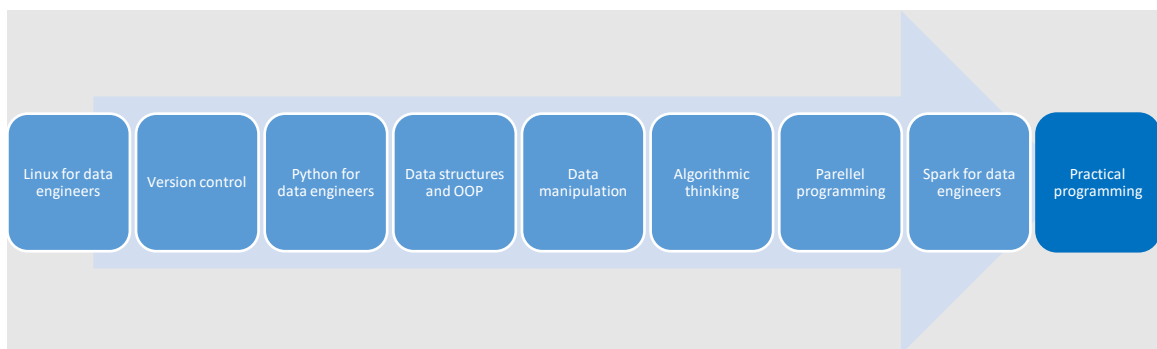 Linux for data
engineers
Version control
Python for
data engineers
Data structures
and OOP
Data
manipulation
Algorithmic
thinking
Parellel
programming
Spark for data
engineers
Practical
programming